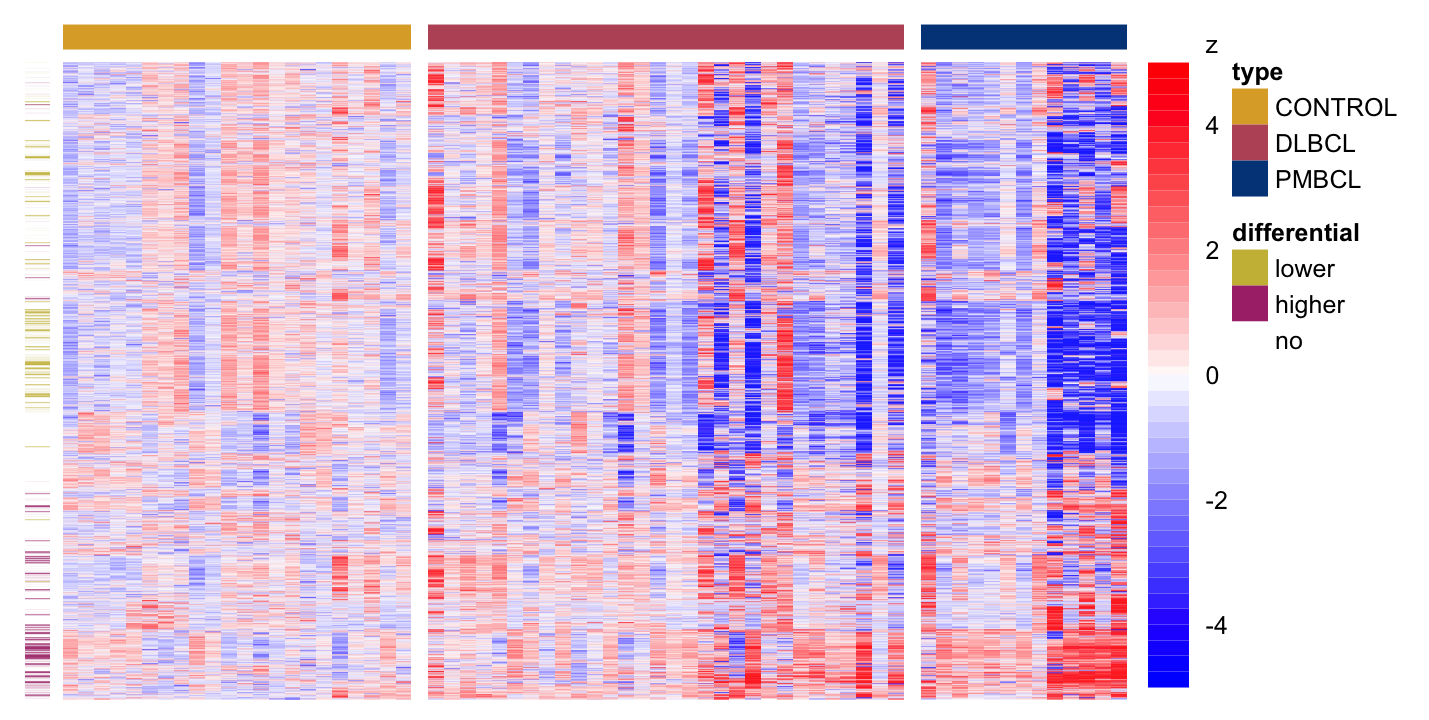 z
4
2
0
-2
-4
type
CONTROL
DLBCL
PMBCL
differential
lower
higher
no